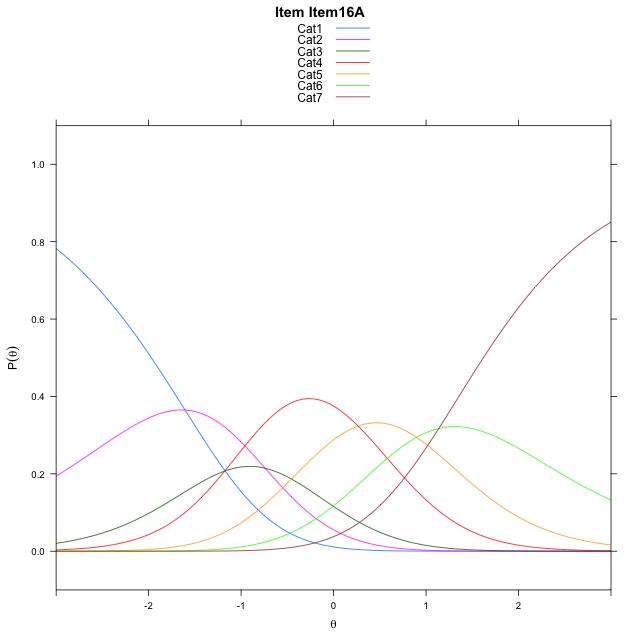 Item Item16A
Cat1
Cat2
Cat3
Cat4
Cat5
Cat6
Cat7
1.0
0.8
0.6
0.4
0.2
0.0
P(θ)
-2 -1 0 1 2
θ